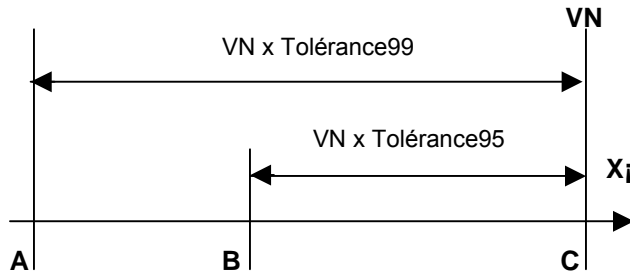 VN
VN x Tolérance99
VN x Tolérance95
Xi
A B C